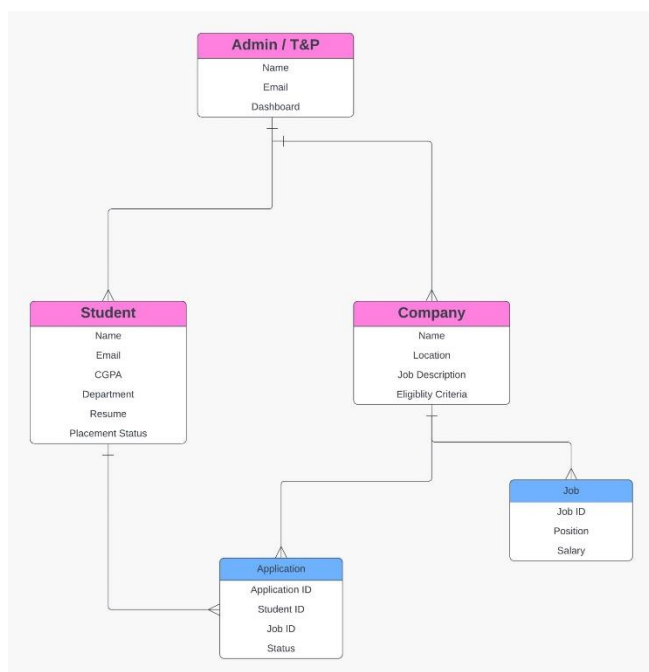 Admin / T&P
Name
Email
Dashboard
Student
Name
Email
CGPA
Department
Resume
Placement Status
Company
Name
Location
Job Description
Eligiblity Criteria
Job
Job ID
Position
Salary
Application
Application ID
Student ID
Job ID
Status